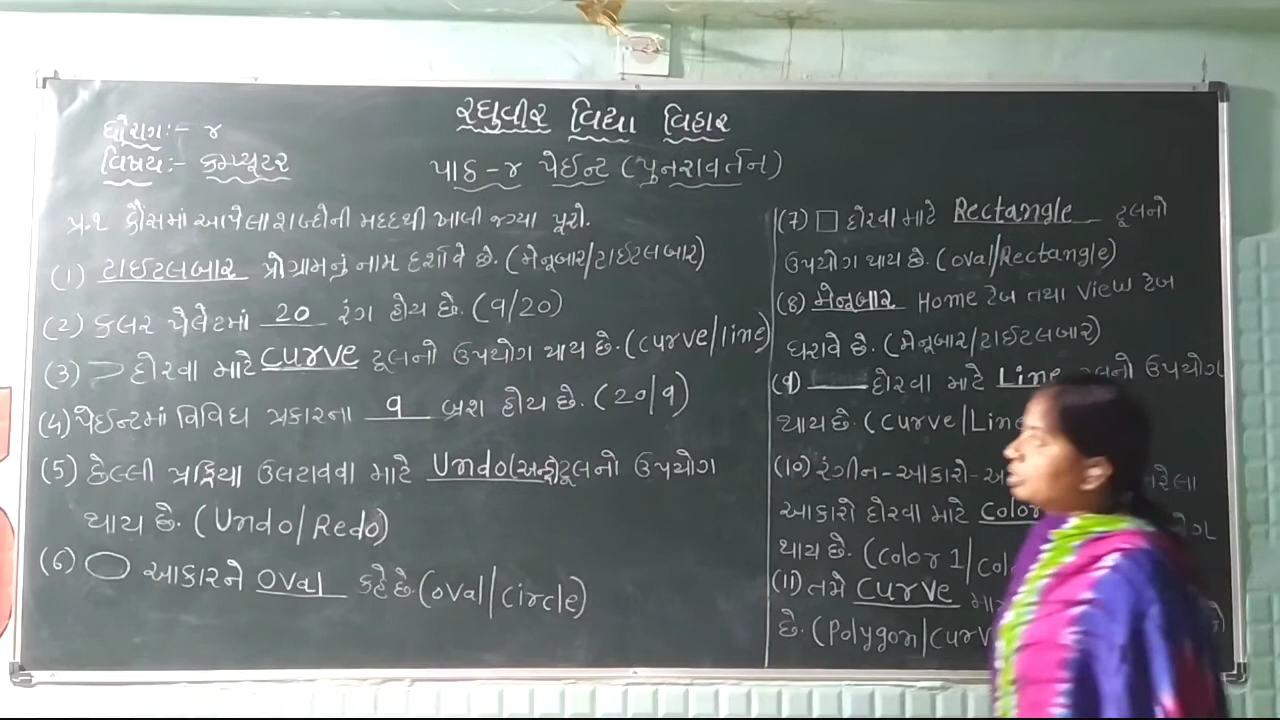 રઘુવીર વિદ્યા વિહાર
ધોરણ:- ૪
વિષય:- કમ્પ્યૂટર
પાઠ-૪ પેઈન્ટ (પુનરાવર્તન)
પ્ર.૧ કૌંસમાં આપેલા શબ્દોની મદદથી ખાલી જગ્યા પૂરો.
(1) ટાઈટલબાર પ્રોગ્રામનું નામ દર્શાવે છે. (મેનૂબાર/ટાઈટલબાર)
(2) કલર પેલેટમાં 20 રંગ હોય છે. (9/20)
(3) દોરવા માટે curve ટૂલનો ઉપયોગ થાય છે. (curve/line)
(4) પેઈન્ટમાં વિવિધ પ્રકારના 9 બ્રશ હોય છે. (20/9)
(5) છેલ્લી પ્રક્રિયા ઉલટાવવા માટે Undo(અન્ડૂ) ટૂલનો ઉપયોગ
થાય છે. (Undo/Redo)
(6) આકારને oval કહે છે. (oval/circle)
(7) □ દોરવા માટે Rectangle ટૂલનો
ઉપયોગ થાય છે. (oval/Rectangle)
(8) મેનૂબાર Home ટેબ તથા View ટેબ
ધરાવે છે. (મેનૂબાર/ટાઈટલબાર)
(9) દોરવા માટે Line ઉપયોગ
થાય છે. (curve/Line
(10) રંગીન-આકારો-
આકારો દોરવા માટે color
થાય છે. (color 1/
(11) તમે curve
છે. (Polygon/